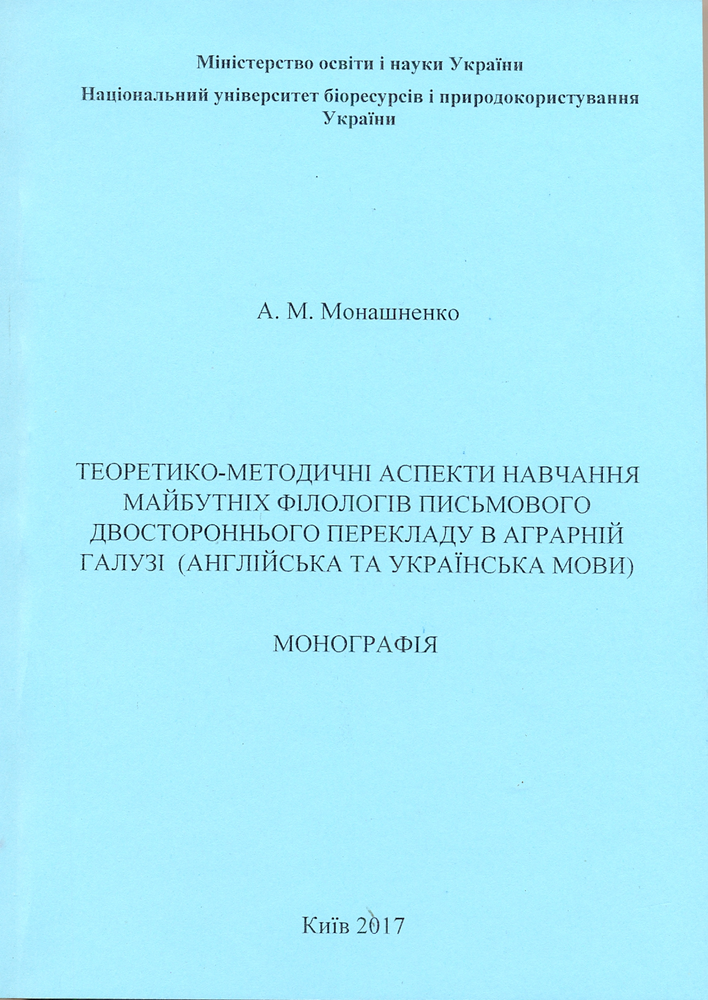 Міністерство освіти і науки України
Національний університет біоресурсів і природокористування
України
А. М. Монашненко
ТЕОРЕТИКО-МЕТОДИЧНІ АСПЕКТИ НАВЧАННЯ
МАЙБУТНІХ ФІЛОЛОГІВ ПИСЬМОВОГО
ДВОСТОРОННЬОГО ПЕРЕКЛАДУ В АГРАРНІЙ
ГАЛУЗІ (АНГЛІЙСЬКА ТА УКРАЇНСЬКА МОВИ)
МОНОГРАФІЯ
Київ 2017